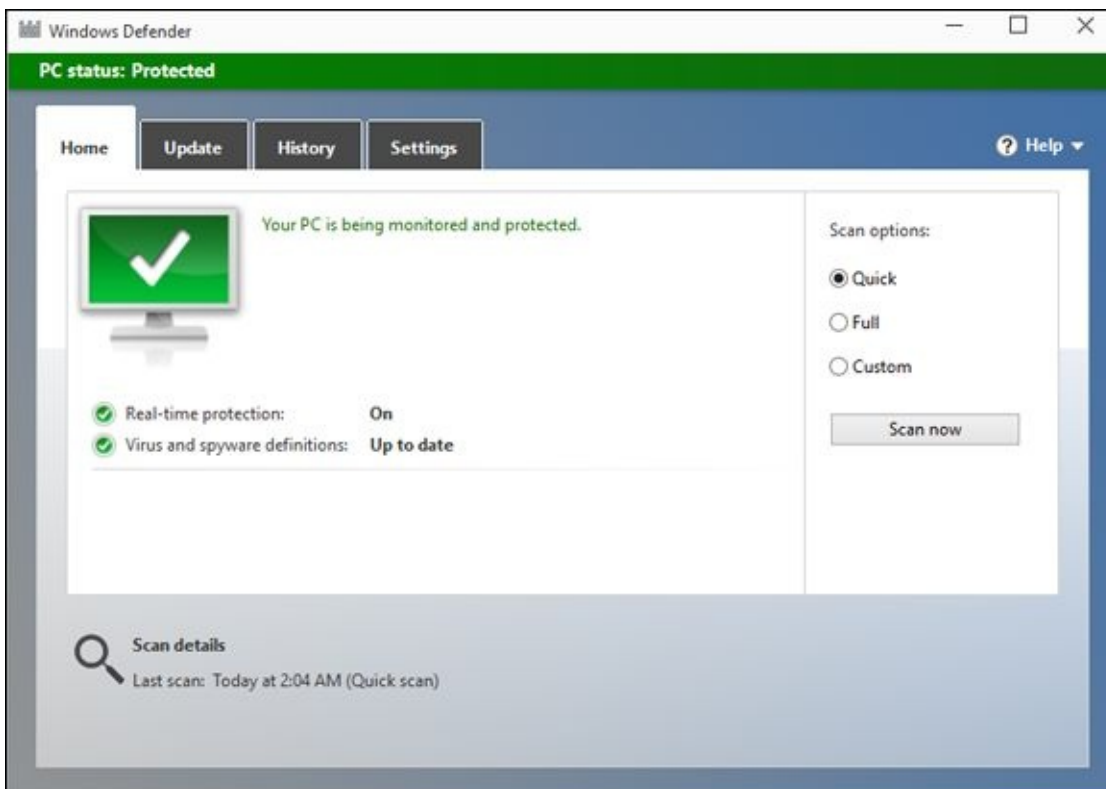 Windows Defender
PC status: Protected
Home
Update
History
Settings
Help
Your PC is being monitored and protected.
Real-time protection: On
Virus and spyware definitions: Up to date
Scan options:
Quick
Full
Custom
Scan now
Scan details
Last scan: Today at 2:04 AM (Quick scan)